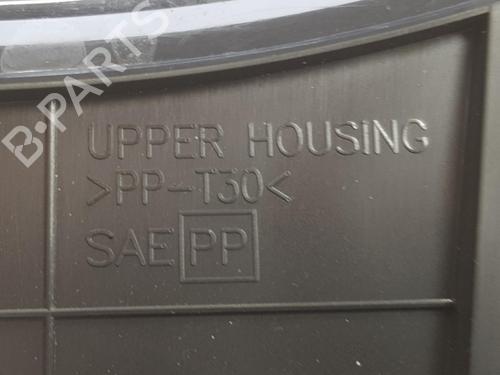 B-PARTS
UPPER HOUSING
>PP-T30<
SAE PP